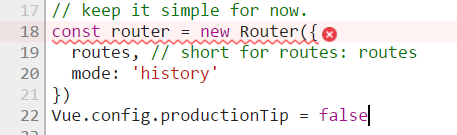 17 // keep it simple for now.
18 const router = new Router({
19 routes, // short for routes: routes
20 mode: 'history'
21 })
22 Vue.config.productionTip = false